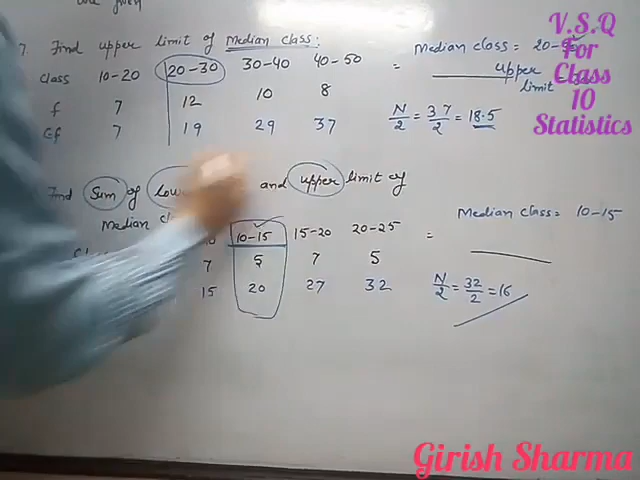 are given
7. Find upper limit of Median class:
class 10-20 20-30 30-40 40-50 =
f 7 12 10 8
Cf 7 19 29 37
Median class = 20-
upper
limit
N/2 = 37/2 = 18.5
Find Sum of and upper limit of
Median
10-15 15-20 20-25 =
7 5 7 5
15 20 27 32
Median class = 10-15
N/2 = 32/2 = 16
V.S.Q
For
Class
10
Statistics
Girish Sharma